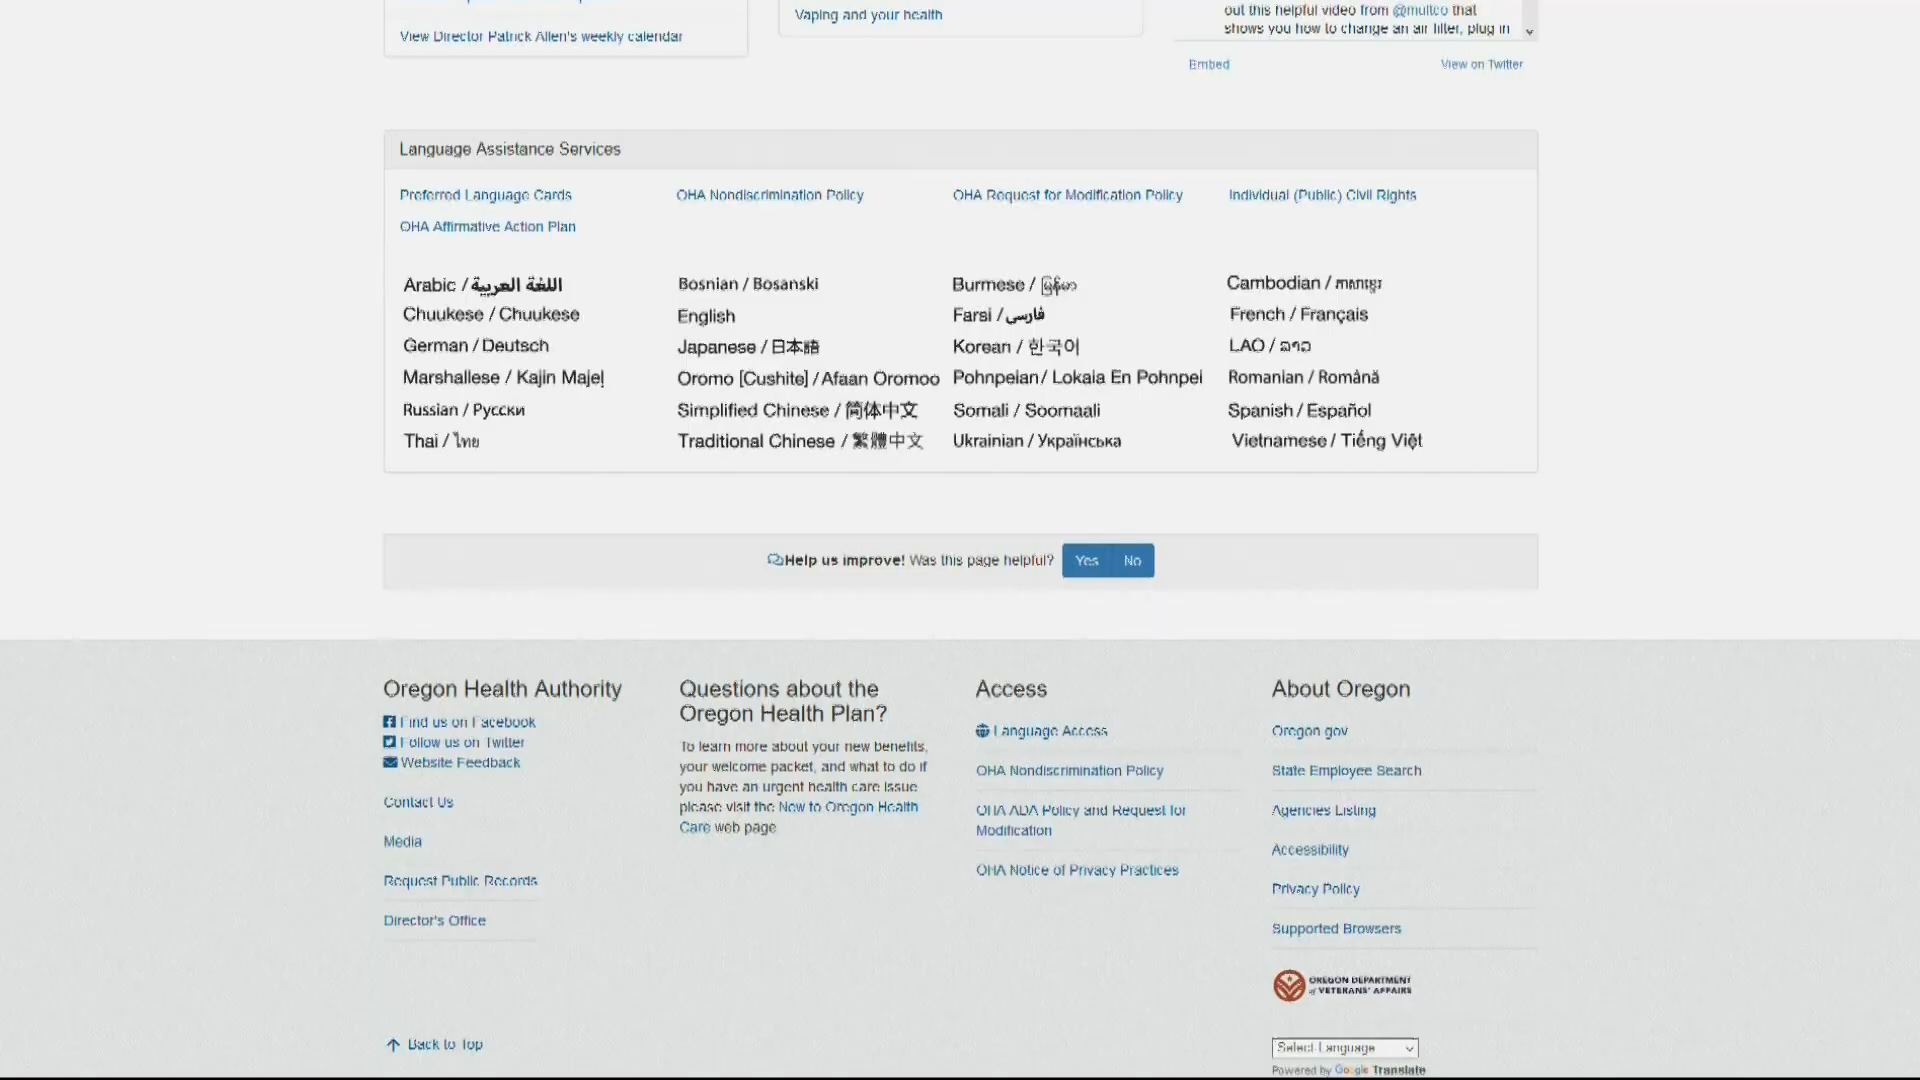 Vaping and your health
out this helpful video from @multco that
View Director Patrick Allen's weekly calendar
shows you how to change an air filter, plug in
Embed
View on Twitter
Language Assistance Services
Preferred Language Cards
OHA Nondiscrimination Policy
OHA Request for Modification Policy
Individual (Public) Civil Rights
OHA Affirmative Action Plan
Arabic / اللغة العربية
Bosnian / Bosanski
Burmese / မြန်မာ
Cambodian / ភាសាខ្មែរ
Chuukese / Chuukese
English
Farsi / فارسی
French / Français
German / Deutsch
Japanese / 日本語
Korean / 한국어
LAO / ລາວ
Marshallese / Kajin Majeļ
Oromo [Cushite] / Afaan Oromoo
Pohnpeian / Lokaia En Pohnpei
Romanian / Română
Russian / Русски
Simplified Chinese / 简体中文
Somali / Soomaali
Spanish / Español
Thai / ไทย
Traditional Chinese / 繁體中文
Ukrainian / Українська
Vietnamese / Tiếng Việt
Help us improve! Was this page helpful?
Yes
No
Oregon Health Authority
Find us on Facebook
Follow us on Twitter
Website Feedback
Contact Us
Media
Request Public Records
Director's Office
Back to Top
Questions about the
Oregon Health Plan?
To learn more about your new benefits,
your welcome packet, and what to do if
you have an urgent health care issue
please visit the New to Oregon Health
Care web page
Access
Language Access
OHA Nondiscrimination Policy
OHA ADA Policy and Request for
Modification
OHA Notice of Privacy Practices
About Oregon
Oregon gov
State Employee Search
Agencies Listing
Accessibility
Privacy Policy
Supported Browsers
OREGON DEPARTMENT
of VETERANS' AFFAIRS
Select Language
Powered by Google Translate